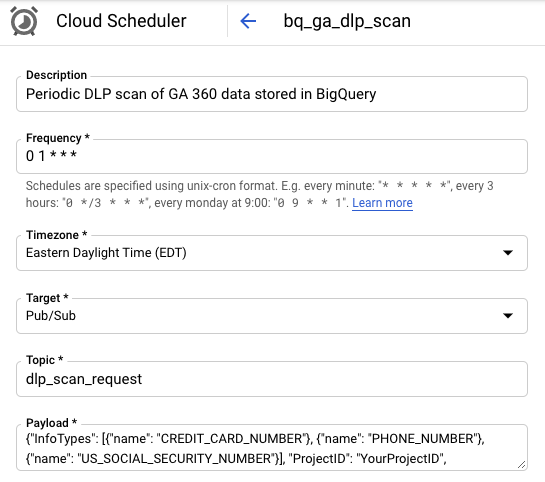 Cloud Scheduler
bq_ga_dlp_scan
Description
Periodic DLP scan of GA 360 data stored in BigQuery
Frequency *
0 1 * * *
Schedules are specified using unix-cron format. E.g. every minute: "* * * * *", every 3
hours: "0 */3 * * *", every monday at 9:00: "0 9 * * 1". Learn more
Timezone *
Eastern Daylight Time (EDT)
Target *
Pub/Sub
Topic *
dlp_scan_request
Payload *
{"InfoTypes": [{"name": "CREDIT_CARD_NUMBER"}, {"name": "PHONE_NUMBER"},
{"name": "US_SOCIAL_SECURITY_NUMBER"}], "ProjectID": "YourProjectID",